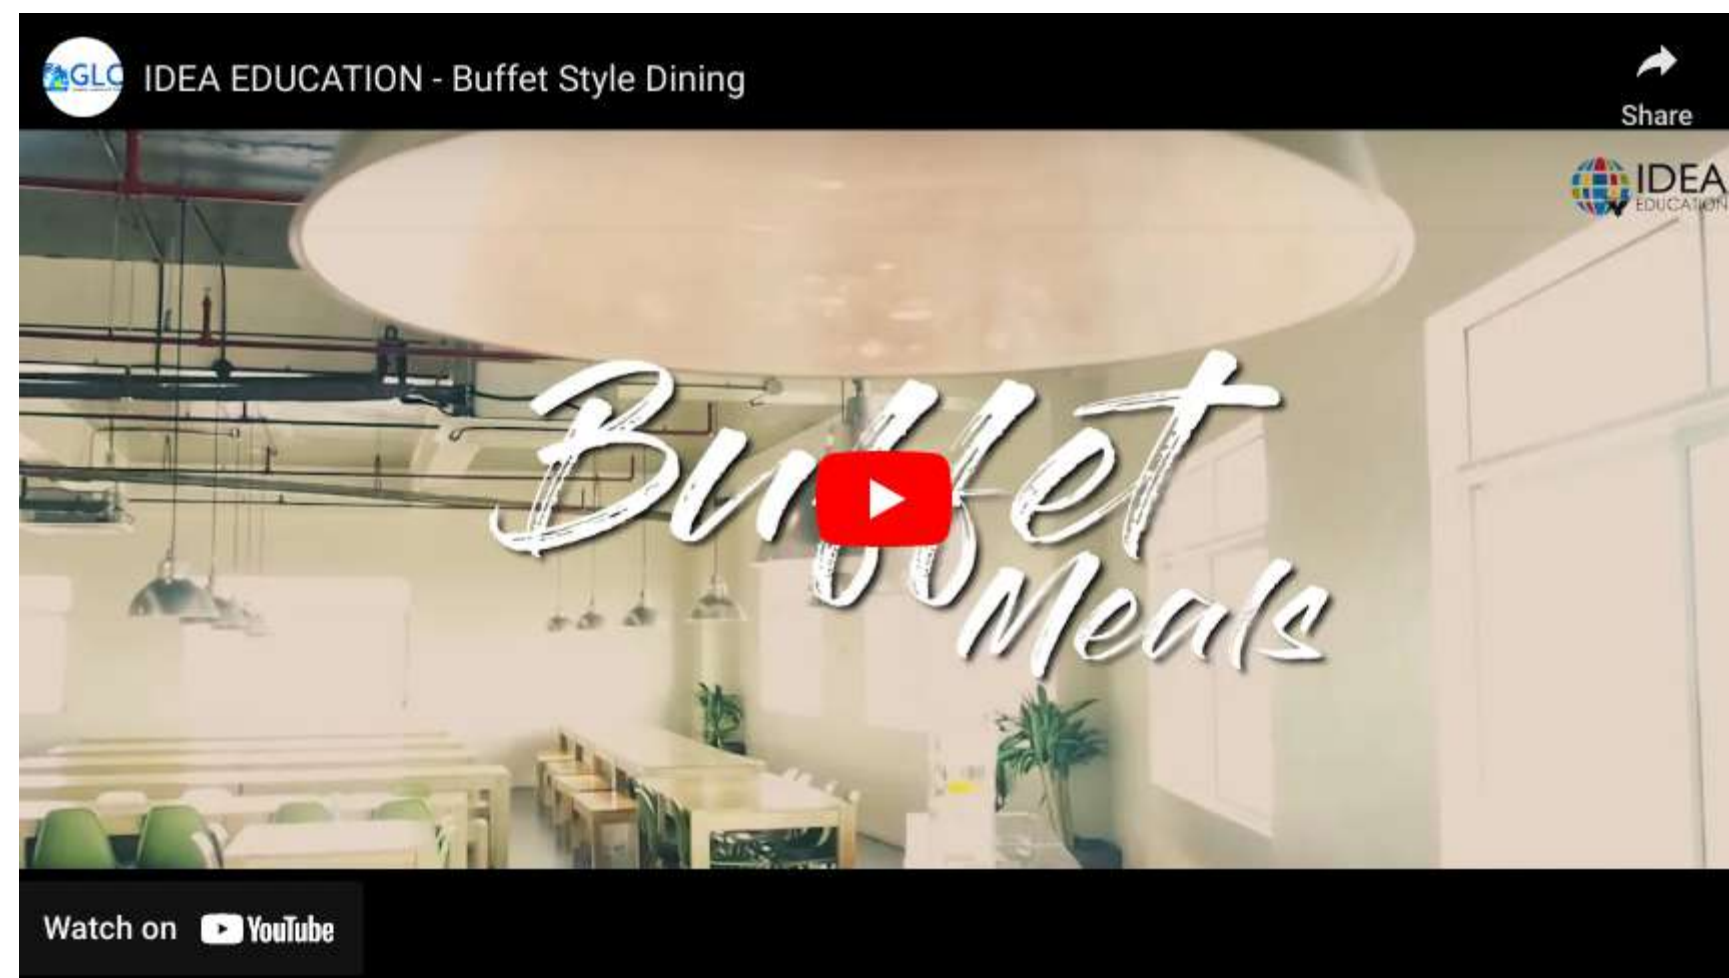 GLC
IDEA EDUCATION - Buffet Style Dining
Share
IDEA
EDUCATION
Buffet
Meals
Watch on YouTube